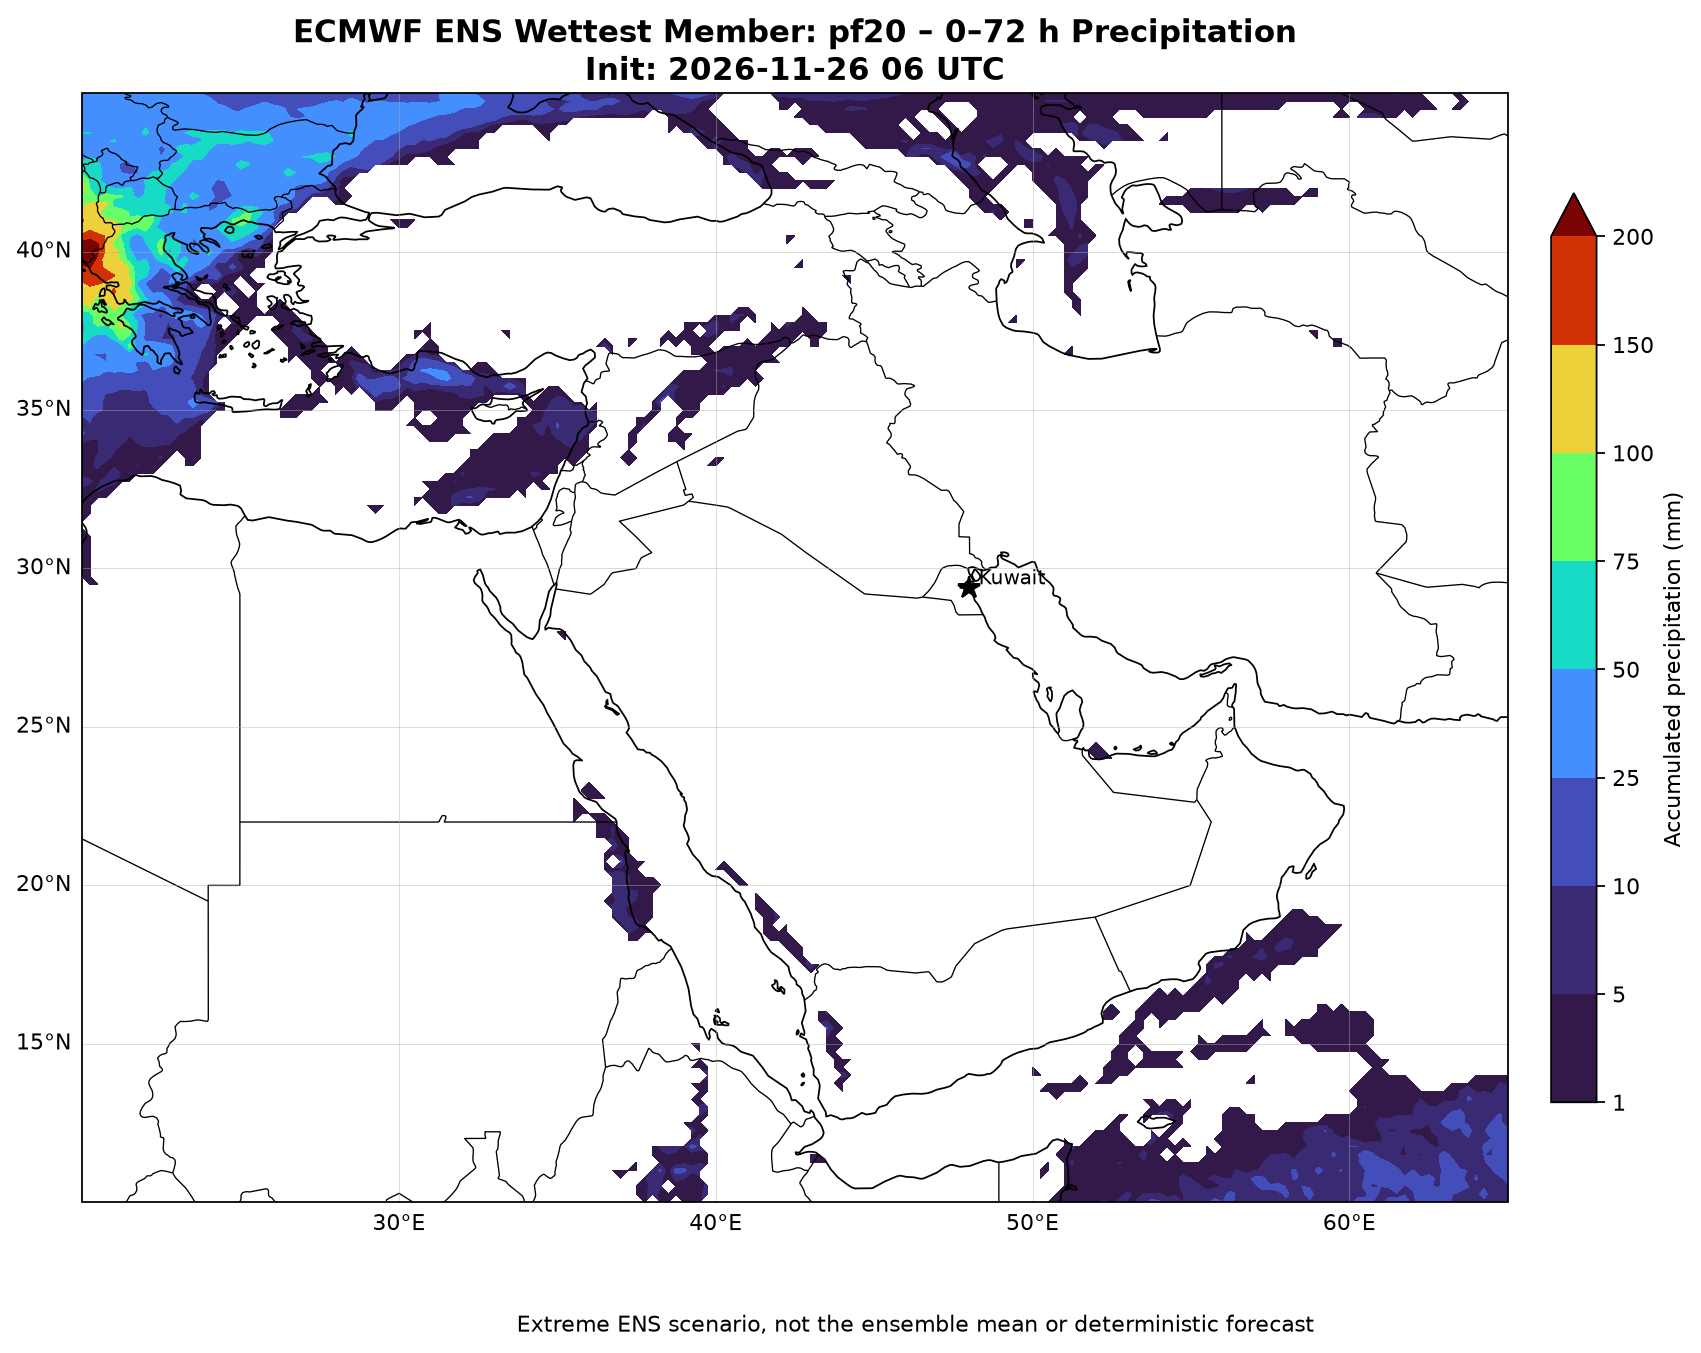 ECMWF ENS Wettest Member: pf20 – 0–72 h Precipitation
Init: 2026-11-26 06 UTC
40°N
35°N
30°N
25°N
20°N
15°N
30°E
40°E
50°E
60°E
Kuwait
200
150
100
75
50
25
10
5
1
Accumulated precipitation (mm)
Extreme ENS scenario, not the ensemble mean or deterministic forecast